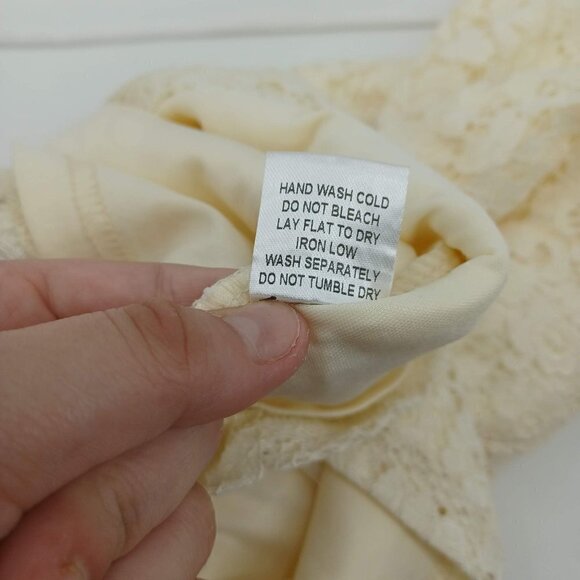 HAND WASH COLD
DO NOT BLEACH
LAY FLAT TO DRY
IRON LOW
WASH SEPARATELY
DO NOT TUMBLE DRY